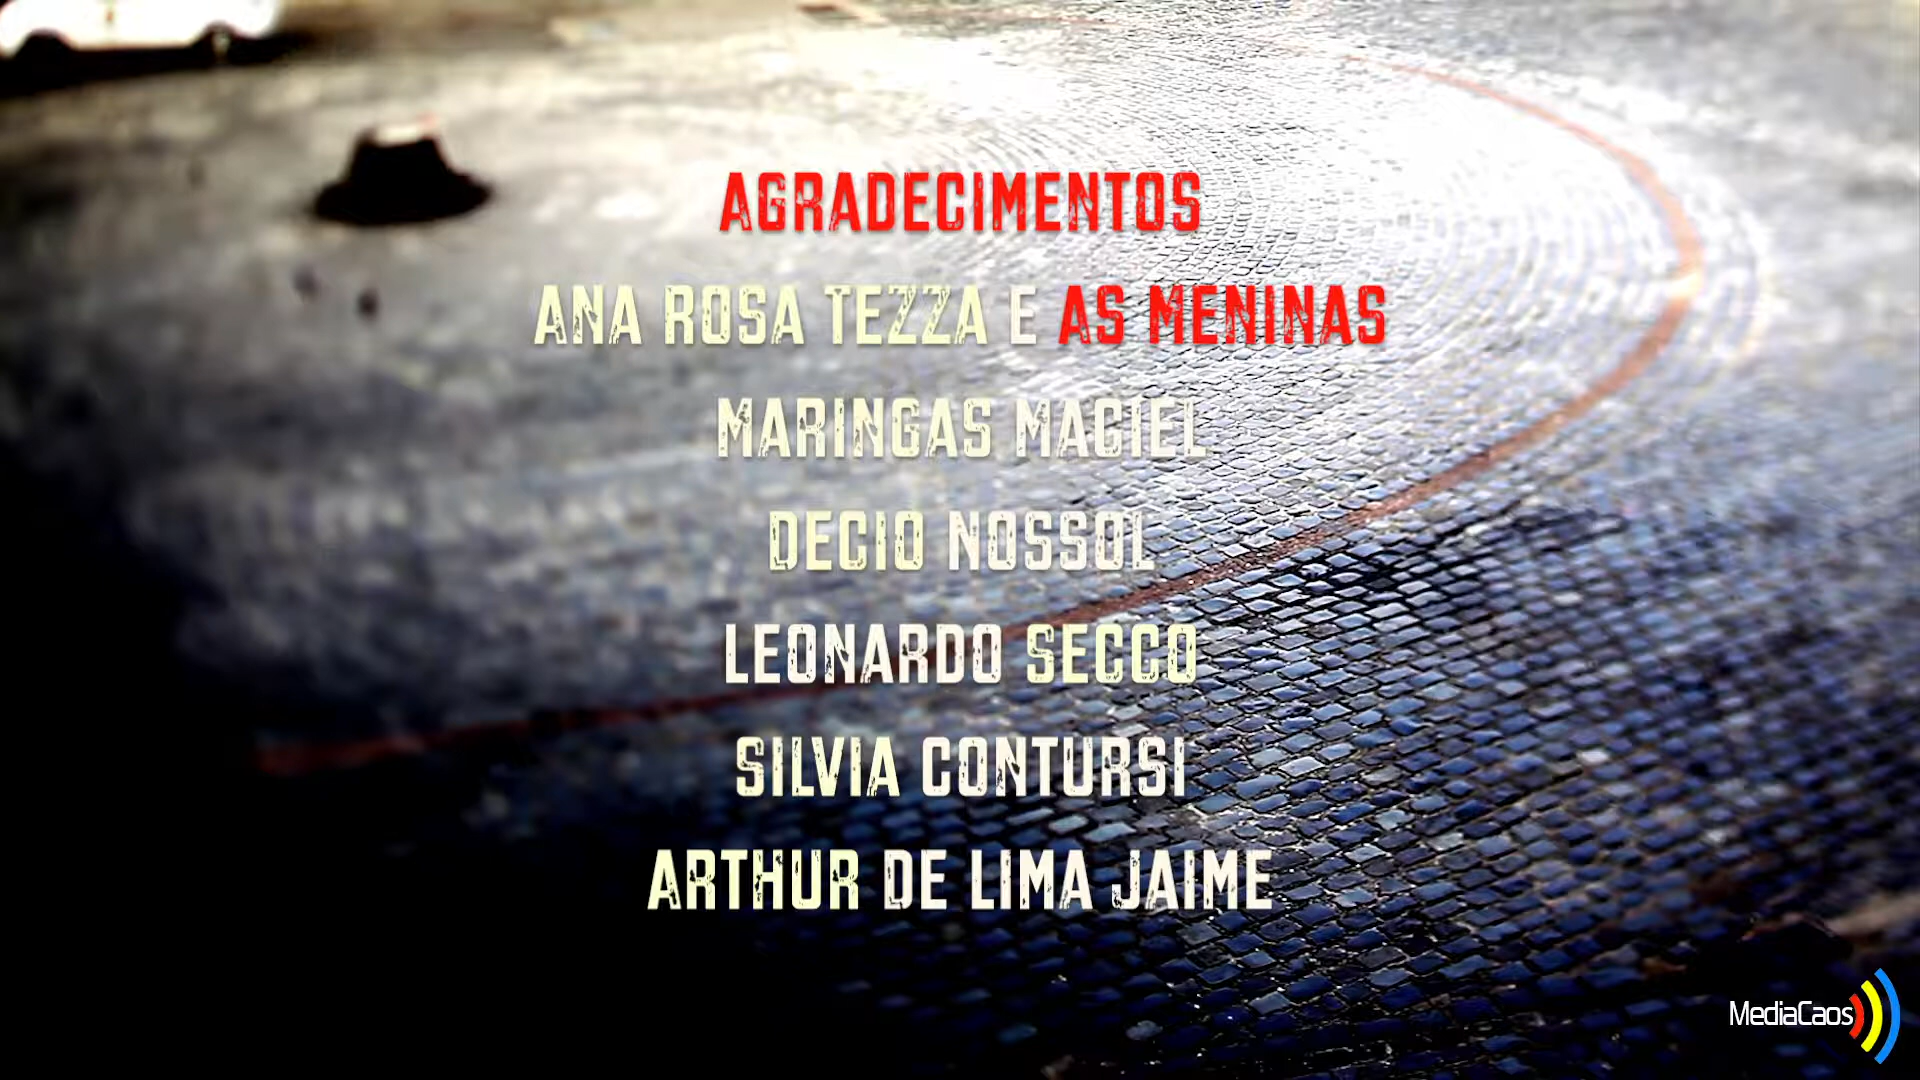 AGRADECIMENTOS
ANA ROSA TEZZA E AS MENINAS
MARINGAS MACIEL
DECIO NOSSOL
LEONARDO SECCO
SILVIA CONTURSI
ARTHUR DE LIMA JAIME
MediaCaos